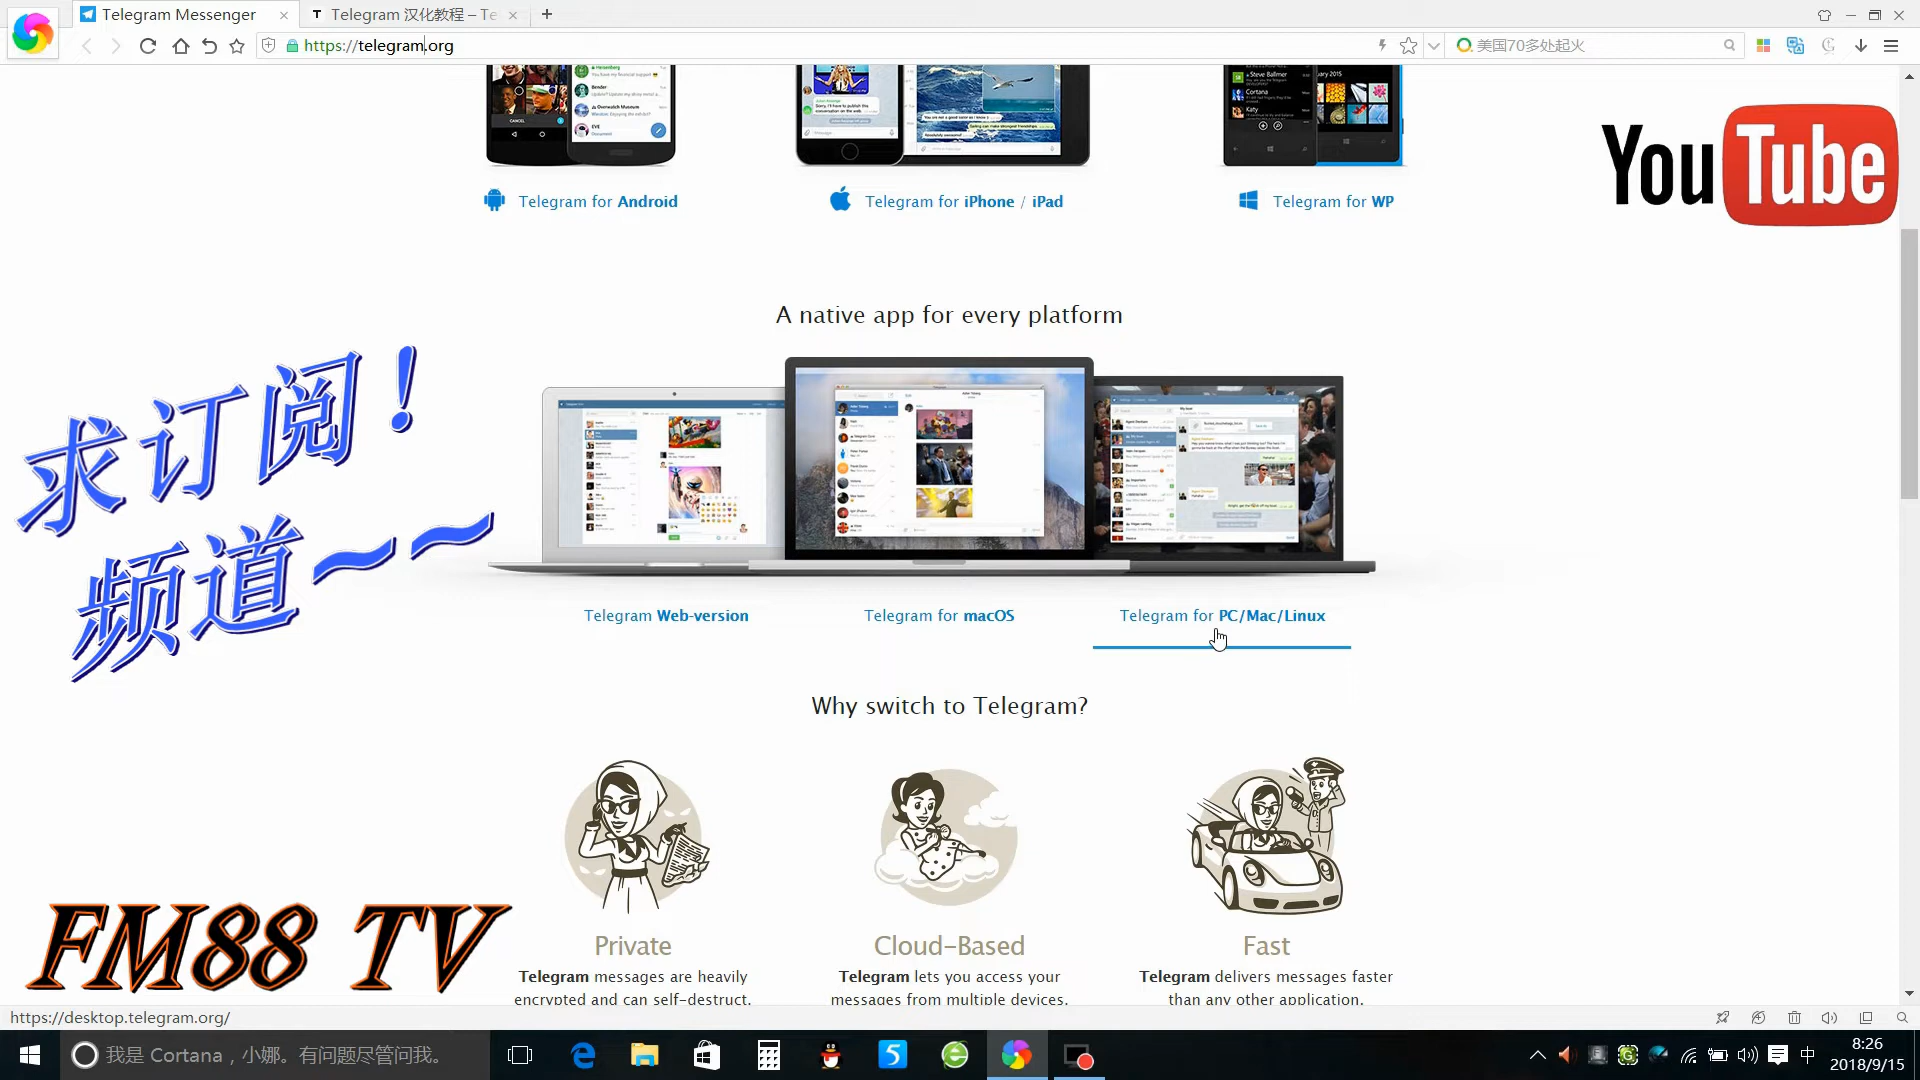 Telegram Messenger
Telegram 汉化教程 – Te
https://telegram.org
美国70多处起火
CANCEL
Telegram for Android
Telegram for iPhone / iPad
Telegram for WP
YouTube
A native app for every platform
求订阅！
频道~~
Telegram Web-version
Telegram for macOS
Telegram for PC/Mac/Linux
Why switch to Telegram?
Private
Cloud-Based
Fast
Telegram messages are heavily
encrypted and can self-destruct.
Telegram lets you access your
messages from multiple devices.
Telegram delivers messages faster
than any other application.
FM88 TV
https://desktop.telegram.org/
我是 Cortana，小娜。有问题尽管问我。
中
8:26
2018/9/15